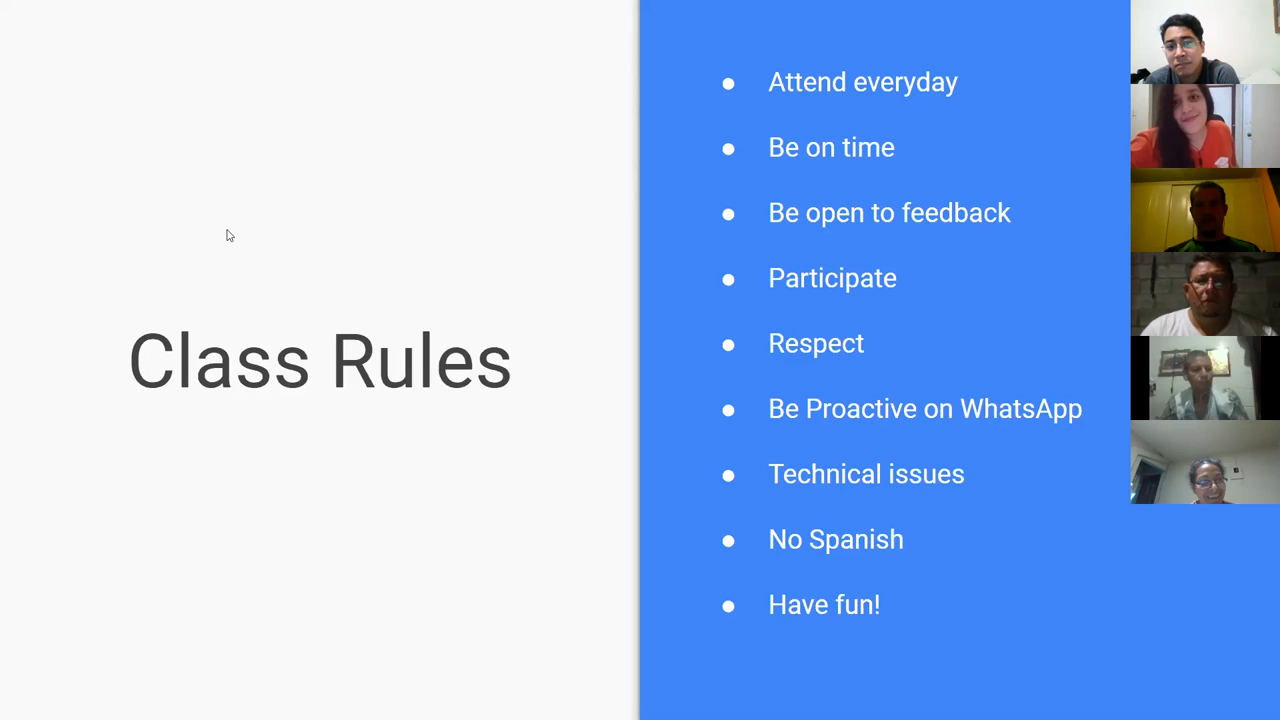 Class Rules
● Attend everyday
● Be on time
● Be open to feedback
● Participate
● Respect
● Be Proactive on WhatsApp
● Technical issues
● No Spanish
● Have fun!